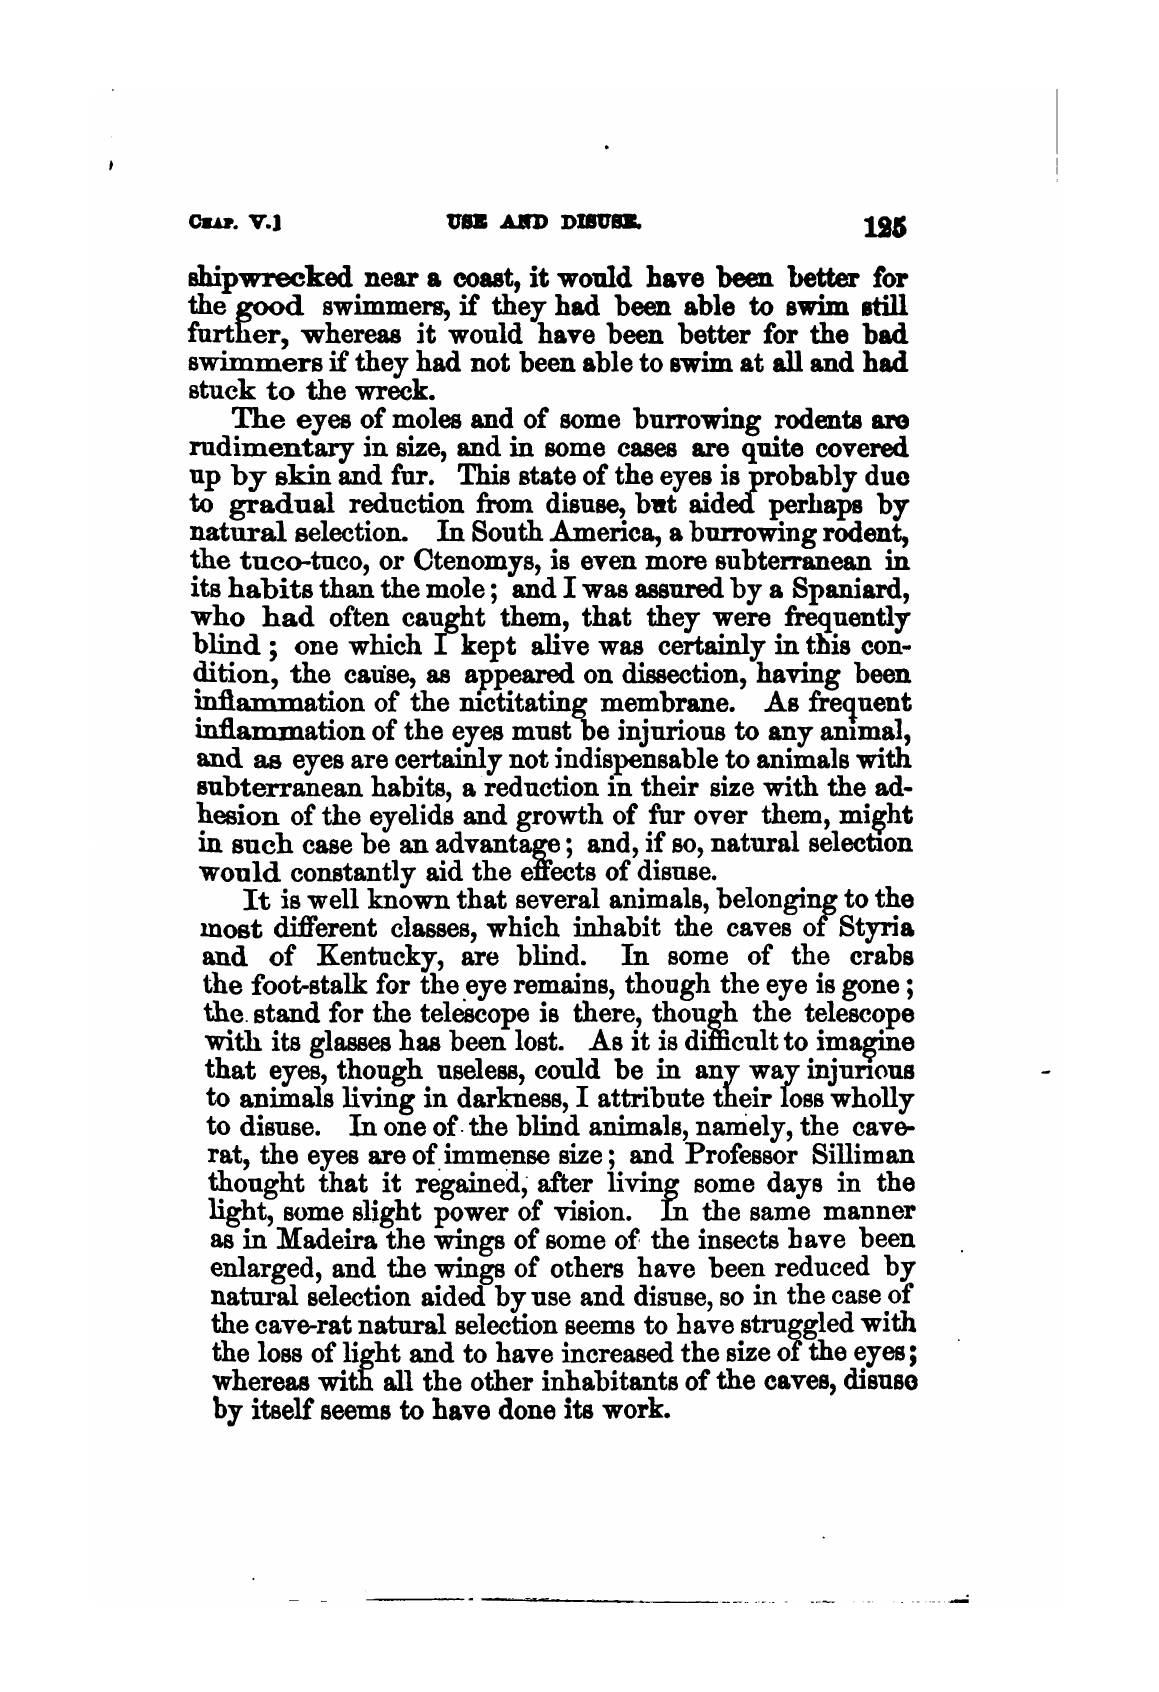 CHAP. V.] USE AND DISUSE. 125
shipwrecked near a coast, it would have been better for
the good swimmers, if they had been able to swim still
further, whereas it would have been better for the bad
swimmers if they had not been able to swim at all and had
stuck to the wreck.
The eyes of moles and of some burrowing rodents are
rudimentary in size, and in some cases are quite covered
up by skin and fur. This state of the eyes is probably due
to gradual reduction from disuse, but aided perhaps by
natural selection. In South America, a burrowing rodent,
the tuco-tuco, or Ctenomys, is even more subterranean in
its habits than the mole; and I was assured by a Spaniard,
who had often caught them, that they were frequently
blind; one which I kept alive was certainly in this con-
dition, the cause, as appeared on dissection, having been
inflammation of the nictitating membrane. As frequent
inflammation of the eyes must be injurious to any animal,
and as eyes are certainly not indispensable to animals with
subterranean habits, a reduction in their size with the ad-
hesion of the eyelids and growth of fur over them, might
in such case be an advantage; and, if so, natural selection
would constantly aid the effects of disuse.
It is well known that several animals, belonging to the
most different classes, which inhabit the caves of Styria
and of Kentucky, are blind. In some of the crabs
the foot-stalk for the eye remains, though the eye is gone;
the stand for the telescope is there, though the telescope
with its glasses has been lost. As it is difficult to imagine
that eyes, though useless, could be in any way injurious
to animals living in darkness, I attribute their loss wholly
to disuse. In one of the blind animals, namely, the cave-
rat, the eyes are of immense size; and Professor Silliman
thought that it regained, after living some days in the
light, some slight power of vision. In the same manner
as in Madeira the wings of some of the insects have been
enlarged, and the wings of others have been reduced by
natural selection aided by use and disuse, so in the case of
the cave-rat natural selection seems to have struggled with
the loss of light and to have increased the size of the eyes;
whereas with all the other inhabitants of the caves, disuse
by itself seems to have done its work.